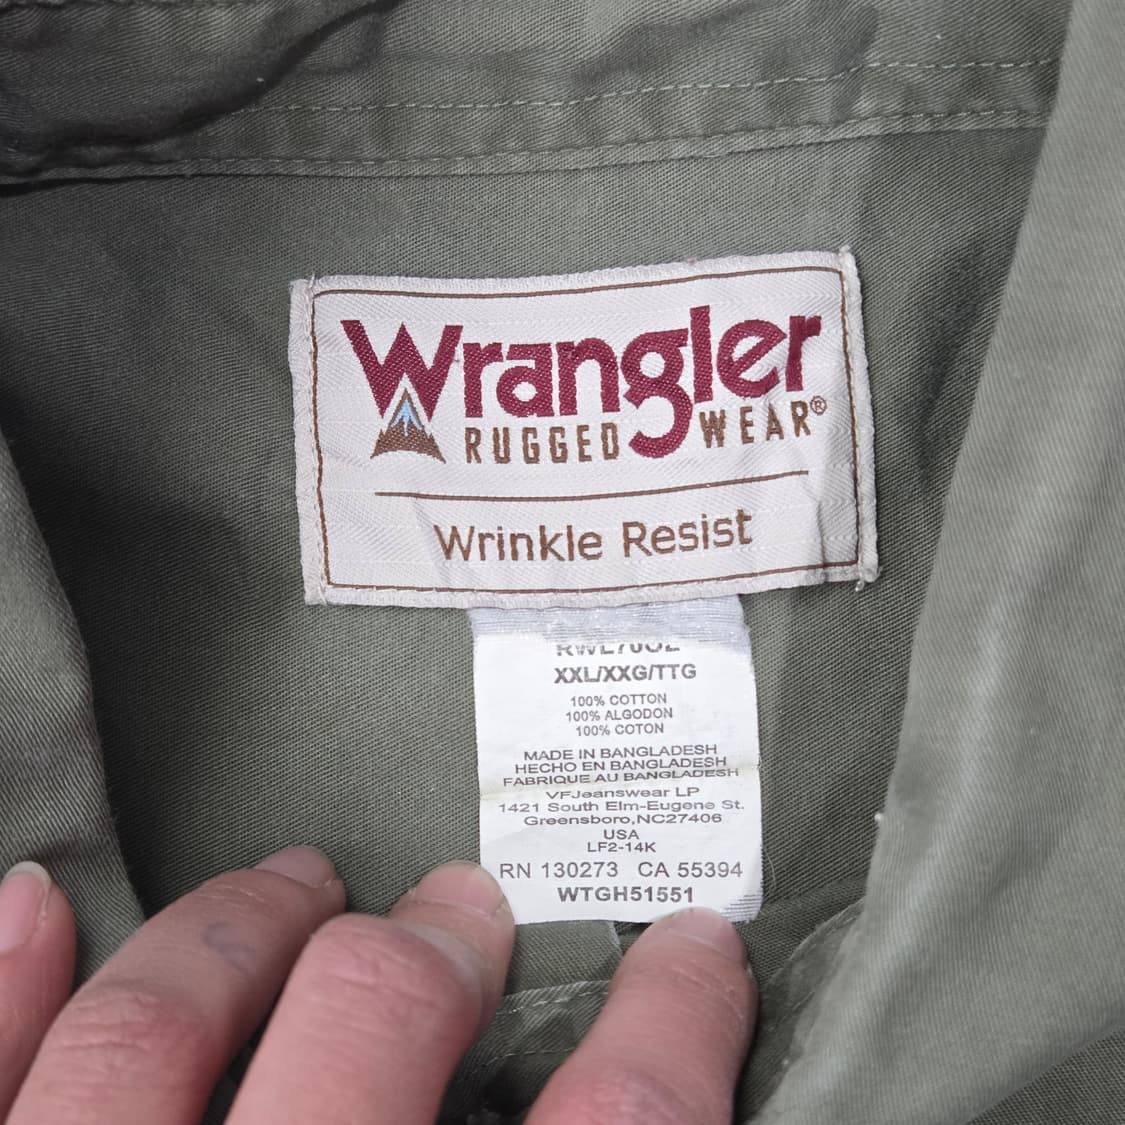 Wrangler
RUGGED WEAR®
Wrinkle Resist
XXL/XXG/TTG
100% COTTON
100% ALGODON
100% COTON
MADE IN BANGLADESH
HECHO EN BANGLADESH
FABRIQUE AU BANGLADESH
VFJeanswear LP
1421 South Elm-Eugene St.
Greensboro,NC27406
USA
LF2-14K
RN 130273 CA 55394
WTGH51551